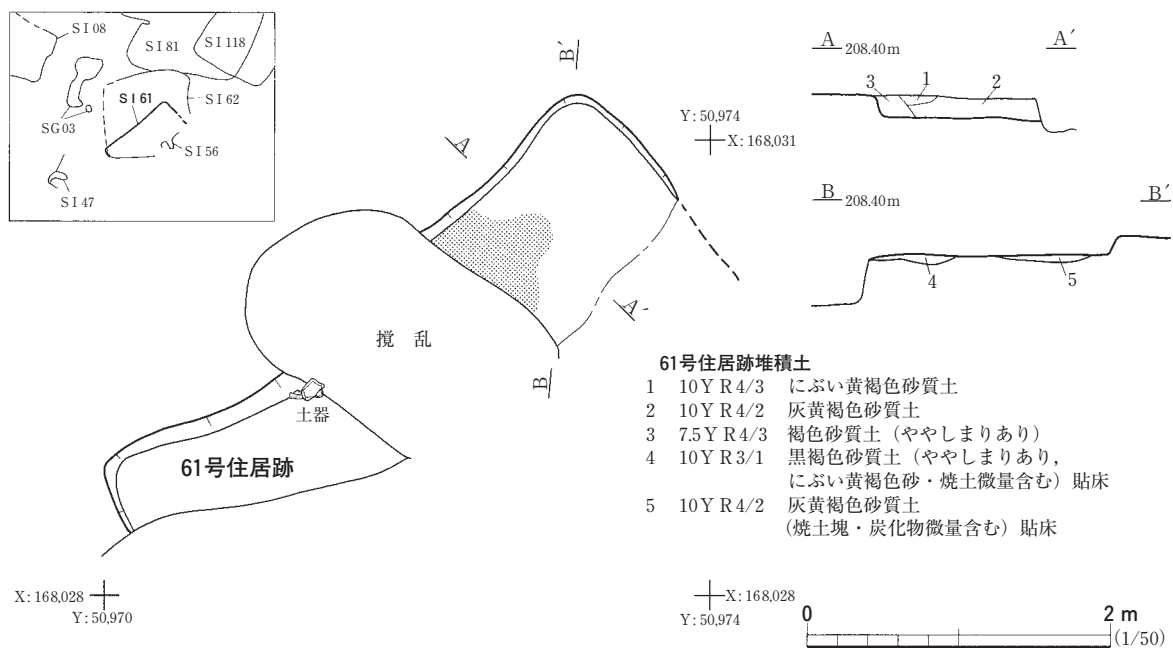 SI08
SI81
SI118
SI61
SI62
SG03
SI56
SI47
B´
A
Y: 50,974
X: 168,031
撹 乱
A´
B
土器
61号住居跡
X: 168,028
Y: 50,970
X: 168,028
Y: 50,974
A 208.40m A´
3 1 2
B 208.40m B´
4 5
61号住居跡堆積土
1 10YR4/3 にぶい黄褐色砂質土
2 10YR4/2 灰黄褐色砂質土
3 7.5YR4/3 褐色砂質土（ややしまりあり）
4 10YR3/1 黒褐色砂質土（ややしまりあり，
にぶい黄褐色砂・焼土微量含む）貼床
5 10YR4/2 灰黄褐色砂質土
（焼土塊・炭化物微量含む）貼床
0 2 m
(1/50)